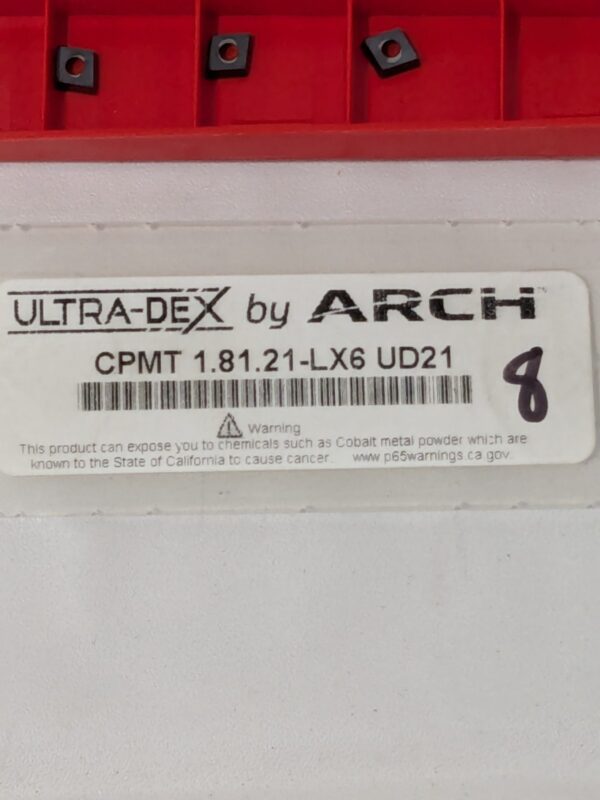 ULTRA-DEX by ARCH™
CPMT 1.81.21-LX6 UD21
8
Warning
This product can expose you to chemicals such as Cobalt metal powder which are
known to the State of California to cause cancer. www.p65warnings.ca.gov.